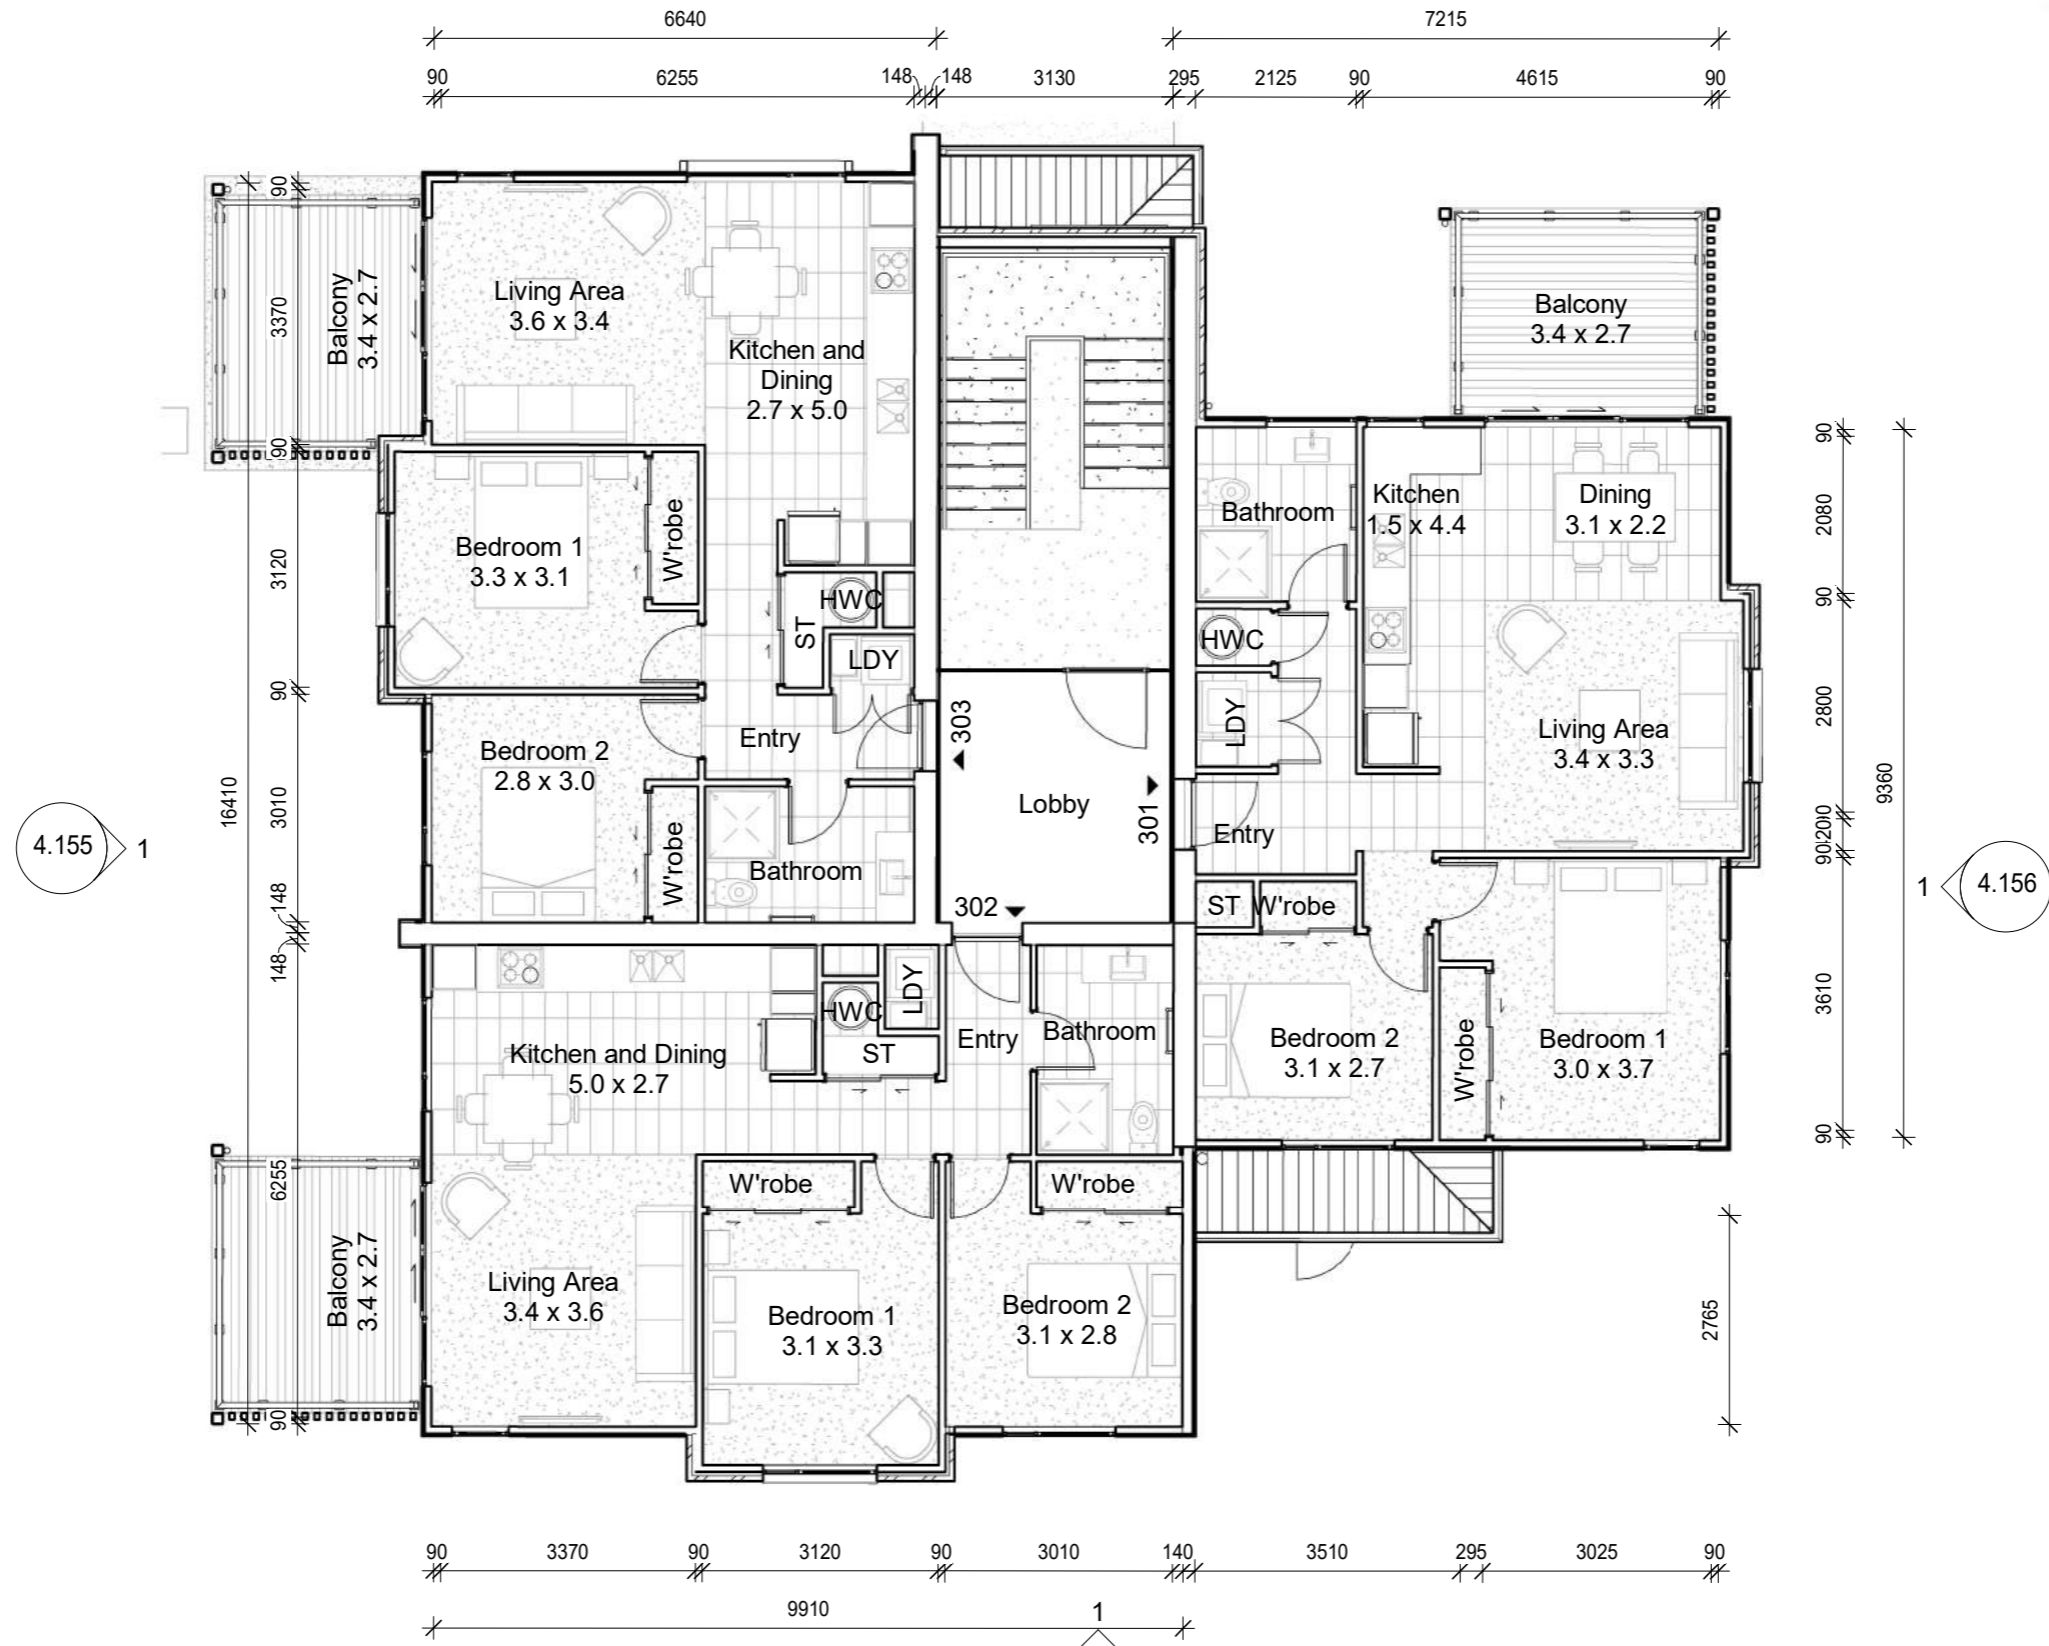 6640
7215
90
6255
148
148
3130
295
2125
90
4615
90
90
3370
90
3120
90
3010
148
148
6255
90
16410
Balcony
3.4 x 2.7
Living Area
3.6 x 3.4
Kitchen and
Dining
2.7 x 5.0
Bedroom 1
3.3 x 3.1
W'robe
HWC
ST
LDY
Bedroom 2
2.8 x 3.0
W'robe
Entry
Bathroom
303
Lobby
301
302
Balcony
3.4 x 2.7
Bathroom
Kitchen
1.5 x 4.4
Dining
3.1 x 2.2
HWC
LDY
Living Area
3.4 x 3.3
Entry
ST
W'robe
Bedroom 2
3.1 x 2.7
W'robe
Bedroom 1
3.0 x 3.7
90
2080
90
2800
200
90
3610
90
9360
2765
4.155
1
1
4.156
Kitchen and Dining
5.0 x 2.7
HWC
LDY
ST
Entry
Bathroom
Balcony
3.4 x 2.7
Living Area
3.4 x 3.6
W'robe
Bedroom 1
3.1 x 3.3
W'robe
Bedroom 2
3.1 x 2.8
90
3370
90
3120
90
3010
140
3510
295
3025
90
9910
1